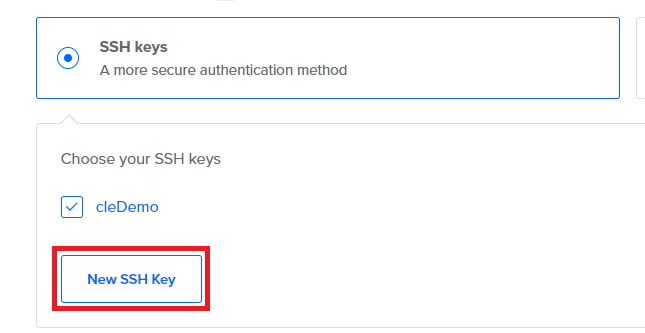 SSH keys
A more secure authentication method
Choose your SSH keys
cleDemo
New SSH Key